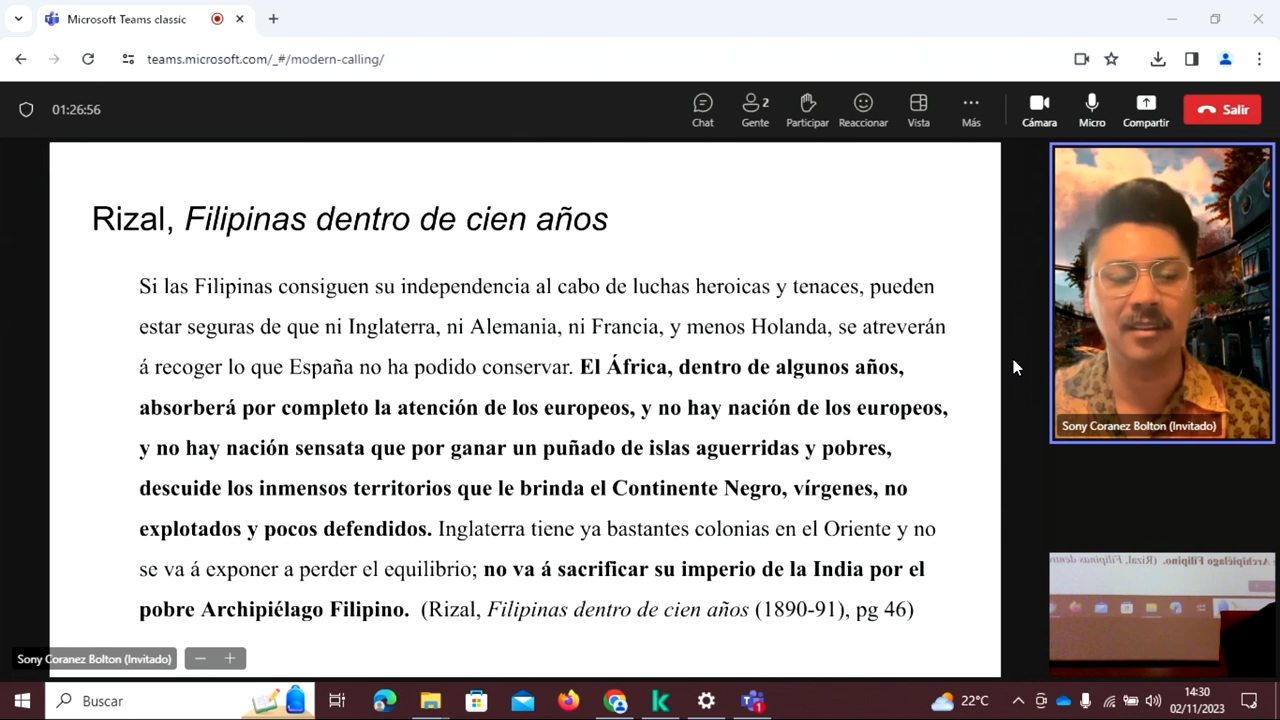 Microsoft Teams classic
teams.microsoft.com/_#/modern-calling/
01:26:56
Chat
2
Gente
Participar
Reaccionar
Vista
Más
Cámara
Micro
Compartir
Salir
Rizal, Filipinas dentro de cien años
Si las Filipinas consiguen su independencia al cabo de luchas heroicas y tenaces, pueden
estar seguras de que ni Inglaterra, ni Alemania, ni Francia, y menos Holanda, se atreverán
á recoger lo que España no ha podido conservar. El África, dentro de algunos años,
absorberá por completo la atención de los europeos, y no hay nación de los europeos,
y no hay nación sensata que por ganar un puñado de islas aguerridas y pobres,
descuide los inmensos territorios que le brinda el Continente Negro, vírgenes, no
explotados y pocos defendidos. Inglaterra tiene ya bastantes colonias en el Oriente y no
se va á exponer a perder el equilibrio; no va á sacrificar su imperio de la India por el
pobre Archipiélago Filipino. (Rizal, Filipinas dentro de cien años (1890-91), pg 46)
Sony Coranez Bolton (Invitado)
Sony Coranez Bolton (Invitado)
Archipiélago Filipino. (Rizal, Filipinas dentro
Buscar
1
22°C
14:30
02/11/2023